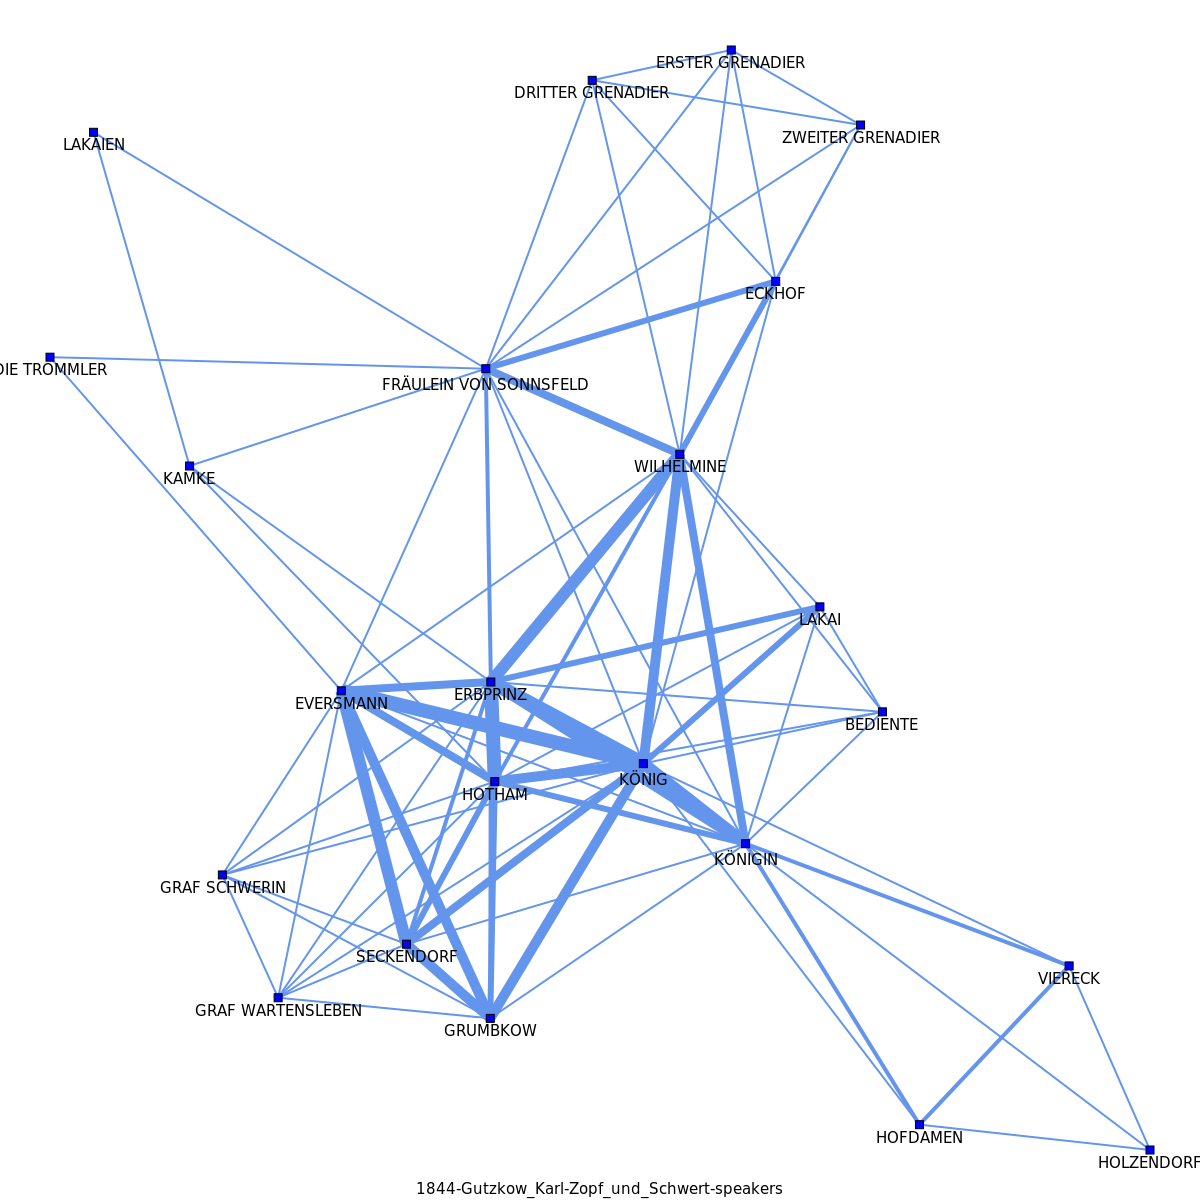 ERSTER GRENADIER
DRITTER GRENADIER
ZWEITER GRENADIER
LAKAIEN
ECKHOF
DIE TROMMLER
FRÄULEIN VON SONNSFELD
WILHELMINE
KAMKE
LAKAI
ERBPRINZ
EVERSMANN
BEDIENTE
KÖNIG
HOTHAM
KÖNIGIN
GRAF SCHWERIN
SECKENDORF
VIERECK
GRAF WARTENSLEBEN
GRUMBKOW
HOFDAMEN
HOLZENDORF
1844-Gutzkow_Karl-Zopf_und_Schwert-speakers